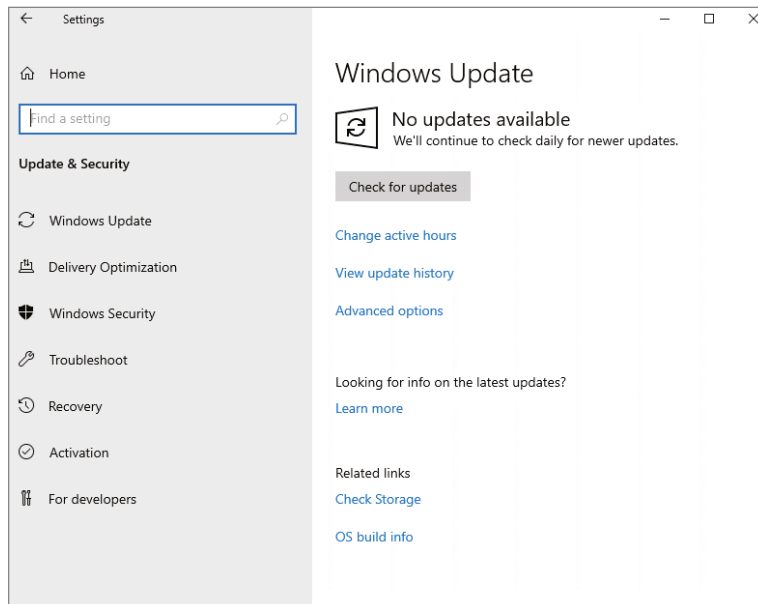 Settings
Home
Find a setting
Update & Security
Windows Update
Delivery Optimization
Windows Security
Troubleshoot
Recovery
Activation
For developers
Windows Update
No updates available
We'll continue to check daily for newer updates.
Check for updates
Change active hours
View update history
Advanced options
Looking for info on the latest updates?
Learn more
Related links
Check Storage
OS build info